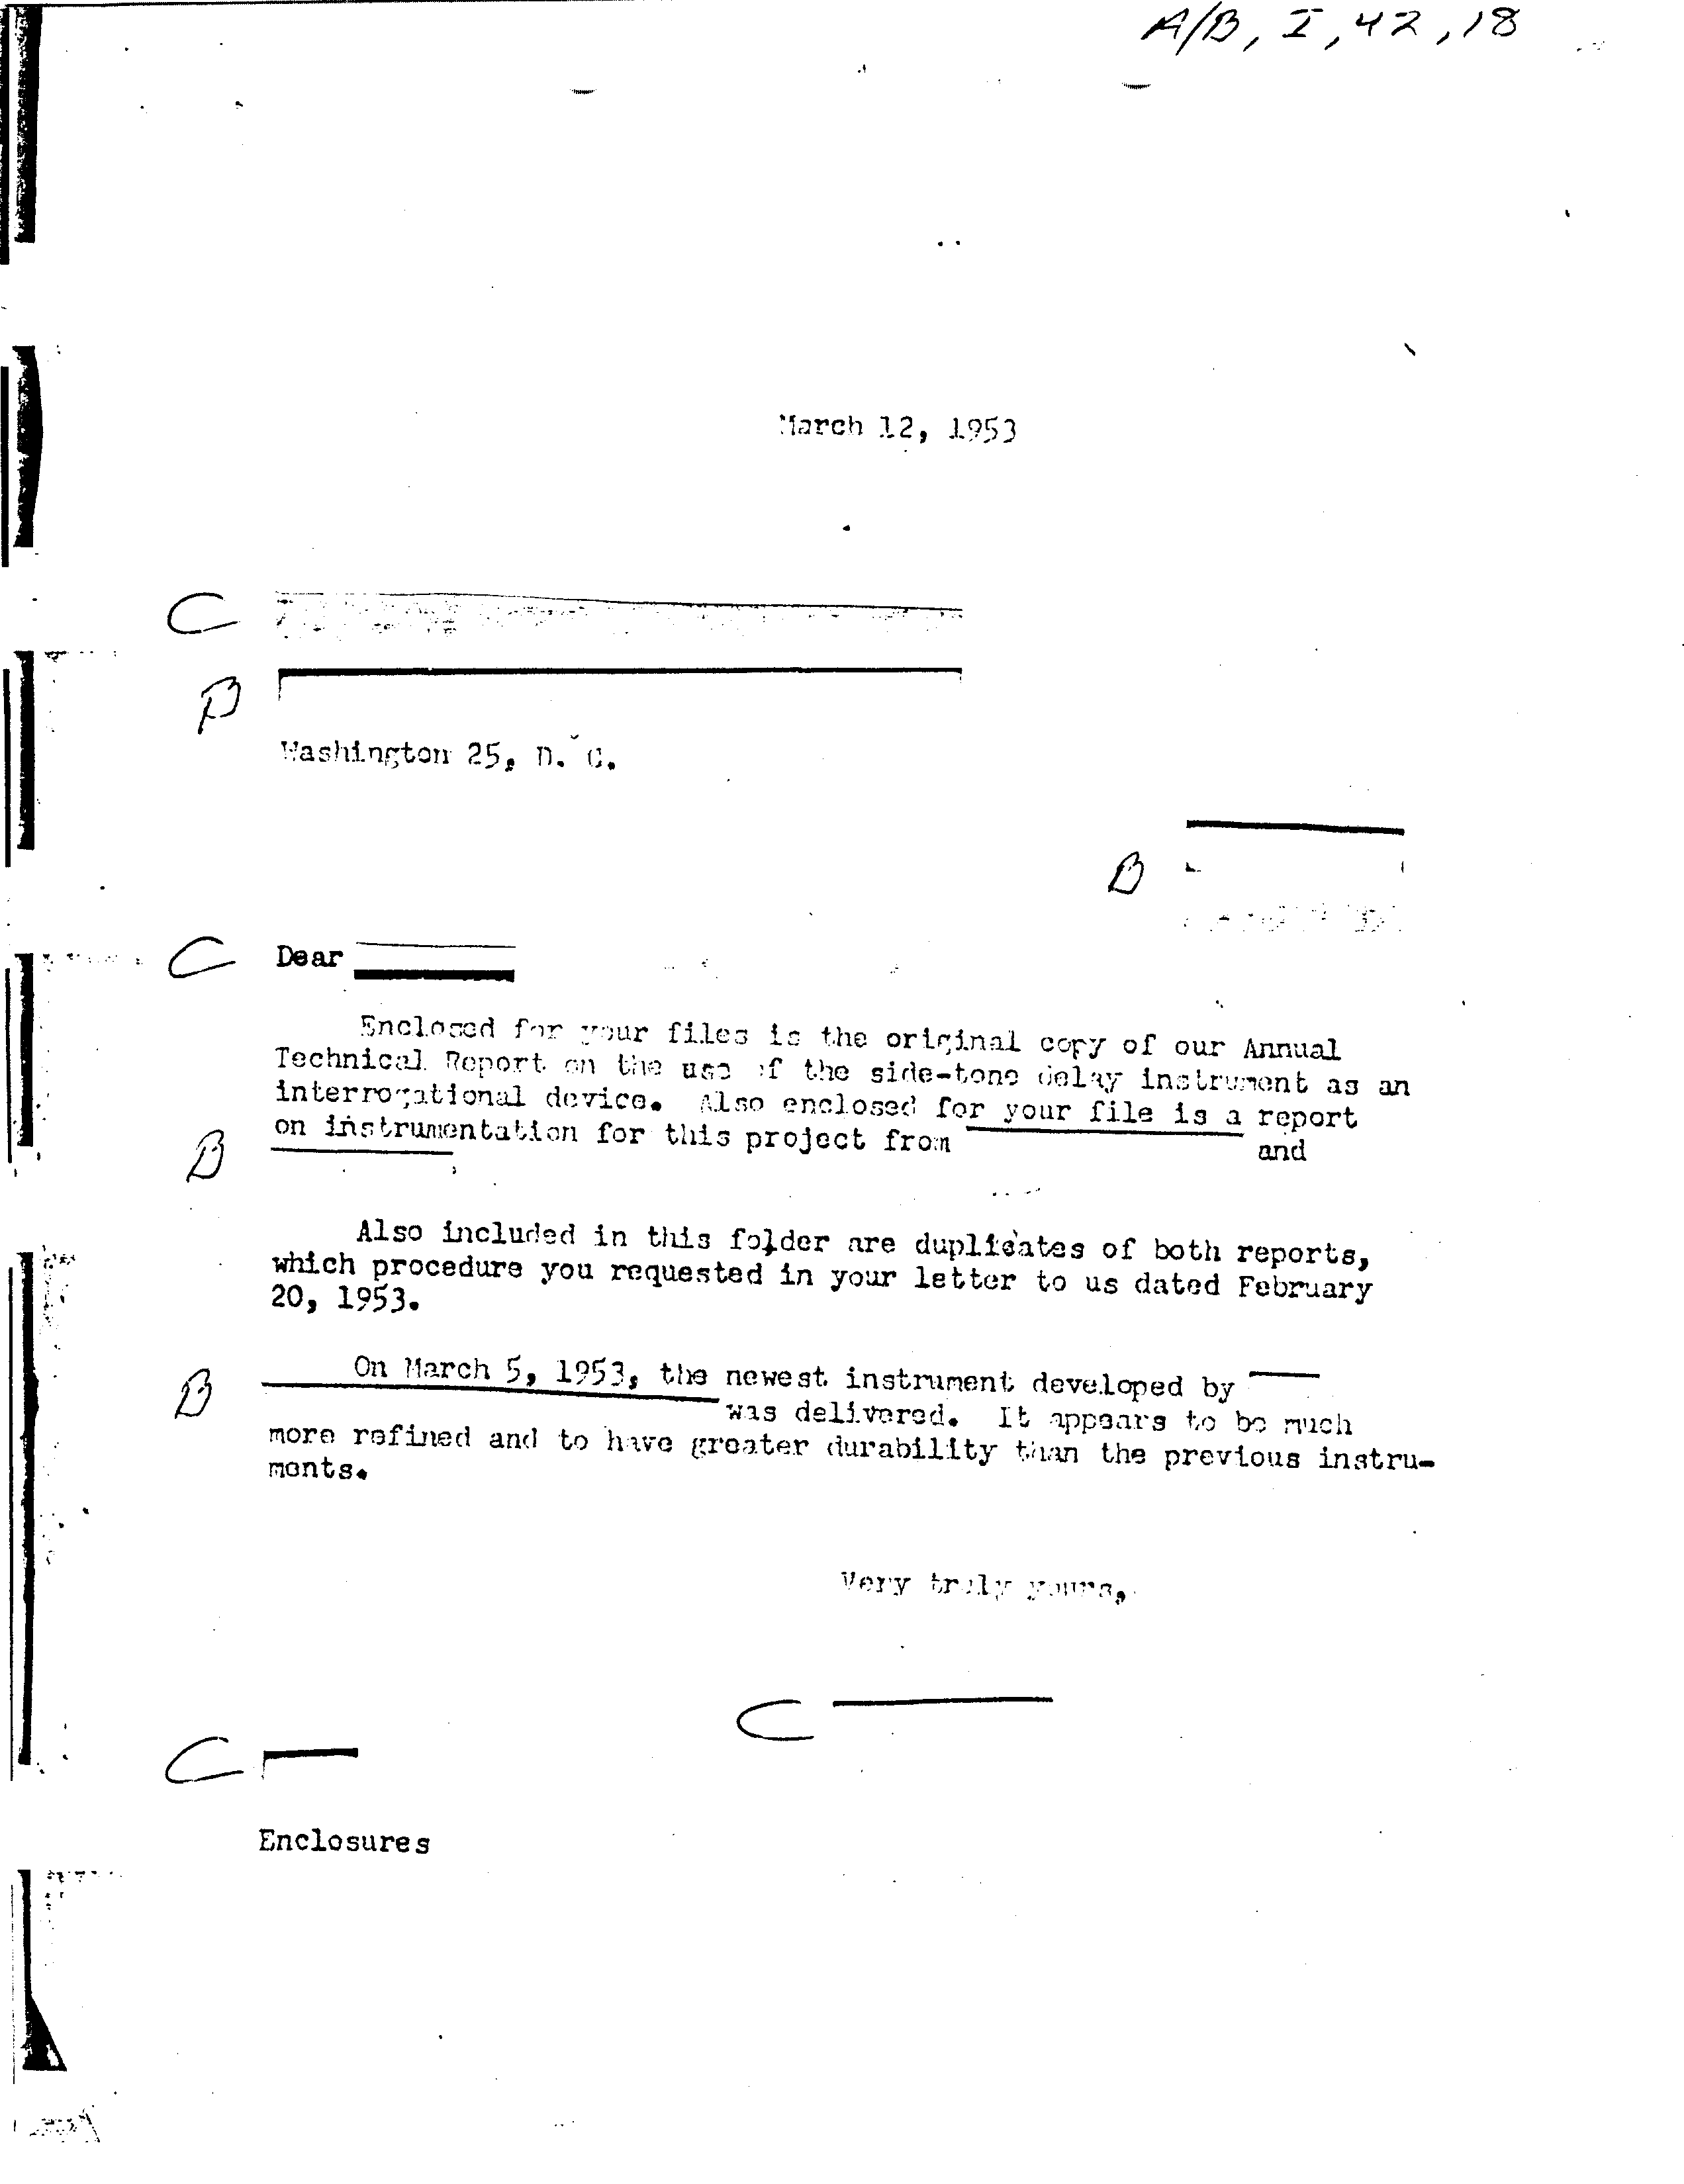 A/B, I, 42, 18
March 12, 1953
C
B
Washington 25, D. C.
B
C Dear
Enclosed for your files is the original copy of our Annual
Technical Report on the use of the side-tone delay instrument as an
interrogational device. Also enclosed for your file is a report
on instrumentation for this project from and
B
Also included in this folder are duplicates of both reports,
which procedure you requested in your letter to us dated February
20, 1953.
On March 5, 1953, the newest instrument developed by
B
was delivered. It appears to be much
more refined and to have greater durability than the previous instru-
ments.
Very truly yours,
C
C
Enclosures